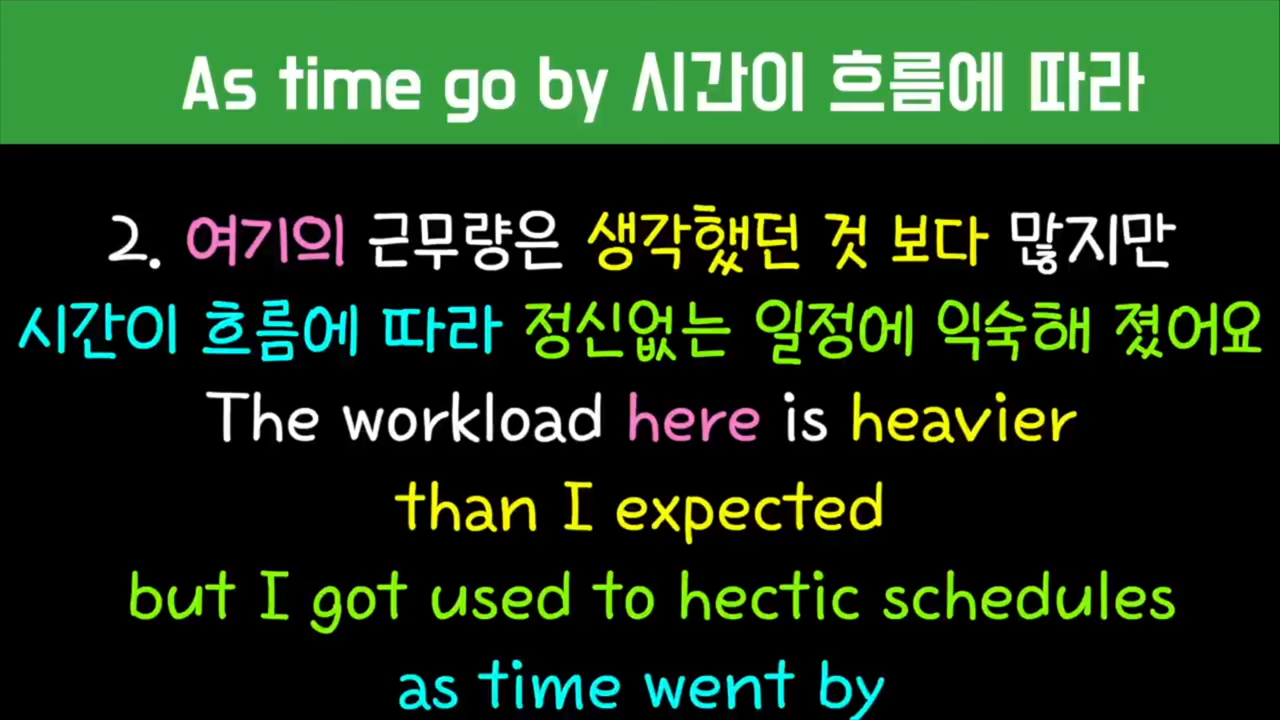 As time go by 시간이 흐름에 따라
2. 여기의 근무량은 생각했던 것 보다 많지만
시간이 흐름에 따라 정신없는 일정에 익숙해 졌어요
The workload here is heavier
than I expected
but I got used to hectic schedules
as time went by